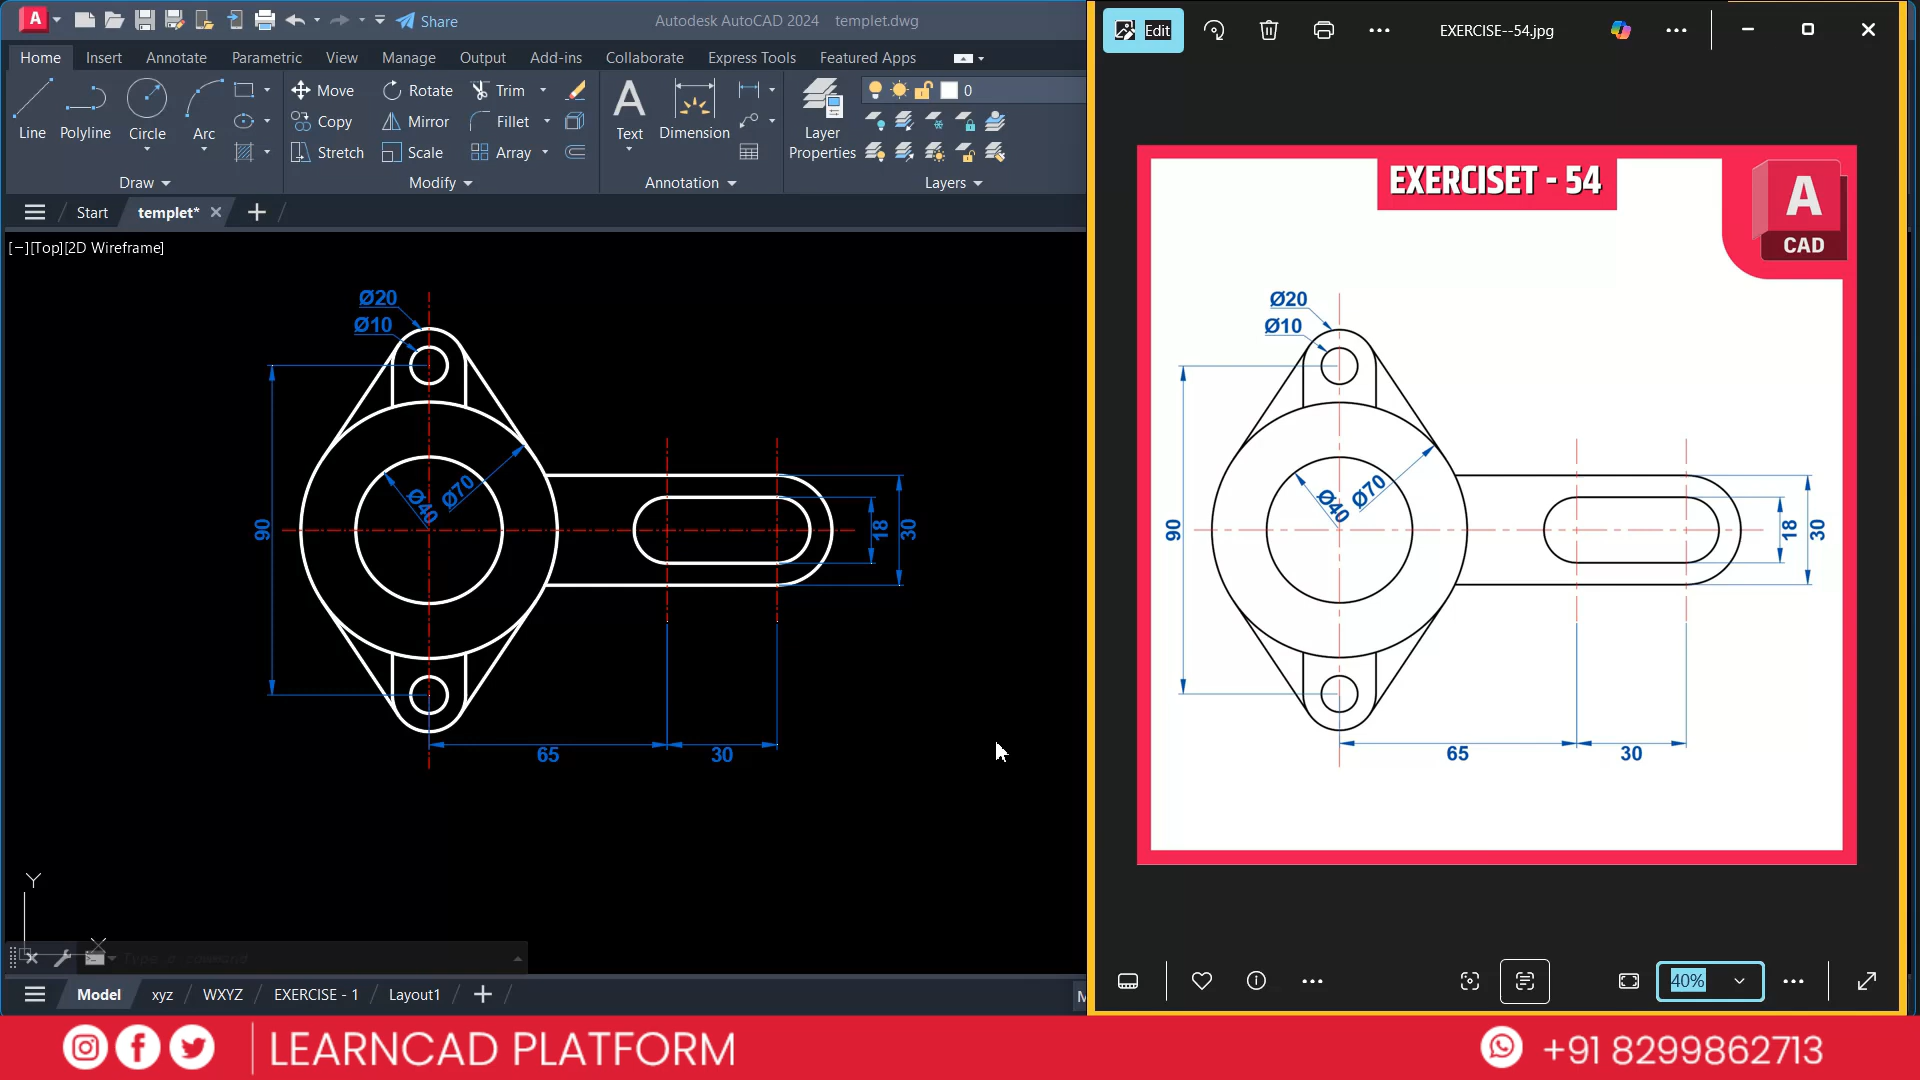 A Share Autodesk AutoCAD 2024 templet.dwg
Home Insert Annotate Parametric View Manage Output Add-ins Collaborate Express Tools Featured Apps
Line Polyline Circle Arc
Move Rotate Trim
Copy Mirror Fillet
Stretch Scale Array
A Text Dimension
Layer Properties
0
Draw Modify Annotation Layers
Start templet*
[−][Top][2D Wireframe]
Ø20
Ø10
90
Ø40
Ø70
18
30
65
30
Y
X
Type a command
Model xyz WXYZ EXERCISE - 1 Layout1
M
Edit EXERCISE--54.jpg
EXERCISET - 54
A
CAD
Ø20
Ø10
90
Ø40
Ø70
18
30
65
30
40%
LEARNCAD PLATFORM
+91 8299862713